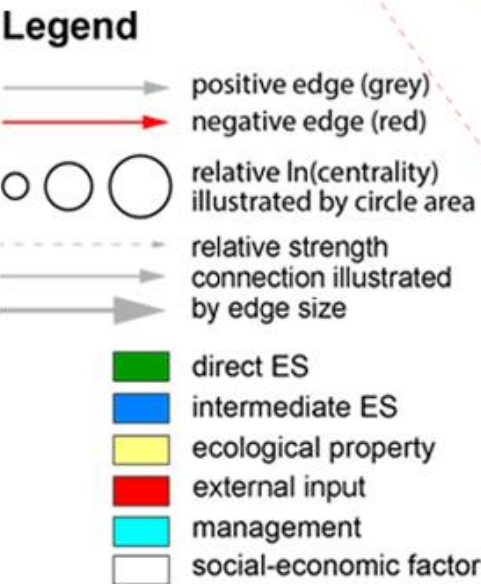 Legend
positive edge (grey)
negative edge (red)
relative ln(centrality)
illustrated by circle area
relative strength
connection illustrated
by edge size
direct ES
intermediate ES
ecological property
external input
management
social-economic factor